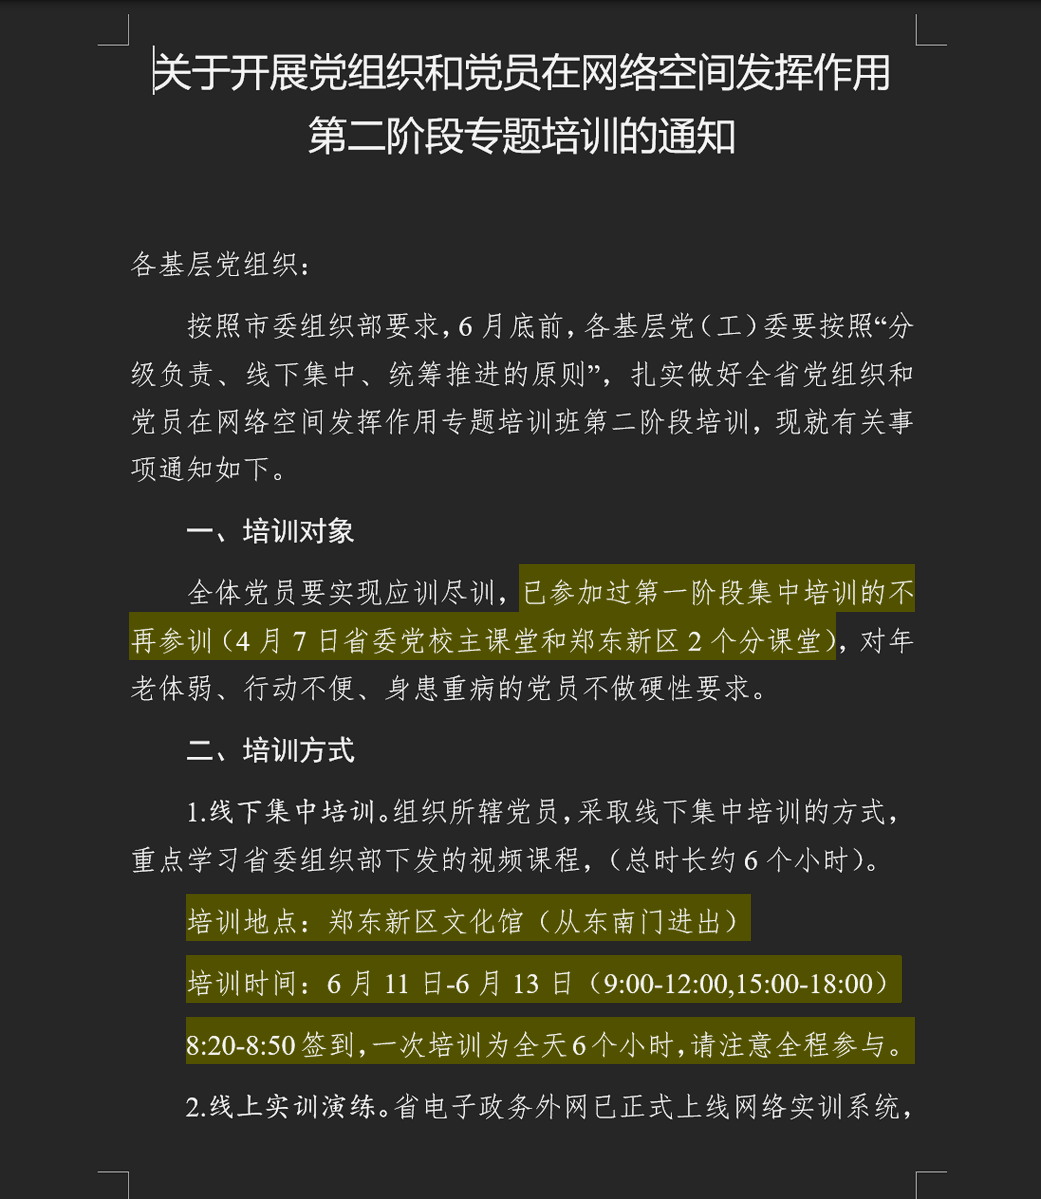 关于开展党组织和党员在网络空间发挥作用
第二阶段专题培训的通知
各基层党组织：
按照市委组织部要求，6 月底前，各基层党（工）委要按照“分
级负责、线下集中、统筹推进的原则”，扎实做好全省党组织和
党员在网络空间发挥作用专题培训班第二阶段培训，现就有关事
项通知如下。
一、培训对象
全体党员要实现应训尽训，已参加过第一阶段集中培训的不
再参训（4 月 7 日省委党校主课堂和郑东新区 2 个分课堂），对年
老体弱、行动不便、身患重病的党员不做硬性要求。
二、培训方式
1.线下集中培训。组织所辖党员，采取线下集中培训的方式，
重点学习省委组织部下发的视频课程，（总时长约 6 个小时）。
培训地点：郑东新区文化馆（从东南门进出）
培训时间：6 月 11 日-6 月 13 日（9:00-12:00,15:00-18:00）
8:20-8:50 签到，一次培训为全天 6 个小时，请注意全程参与。
2.线上实训演练。省电子政务外网已正式上线网络实训系统，